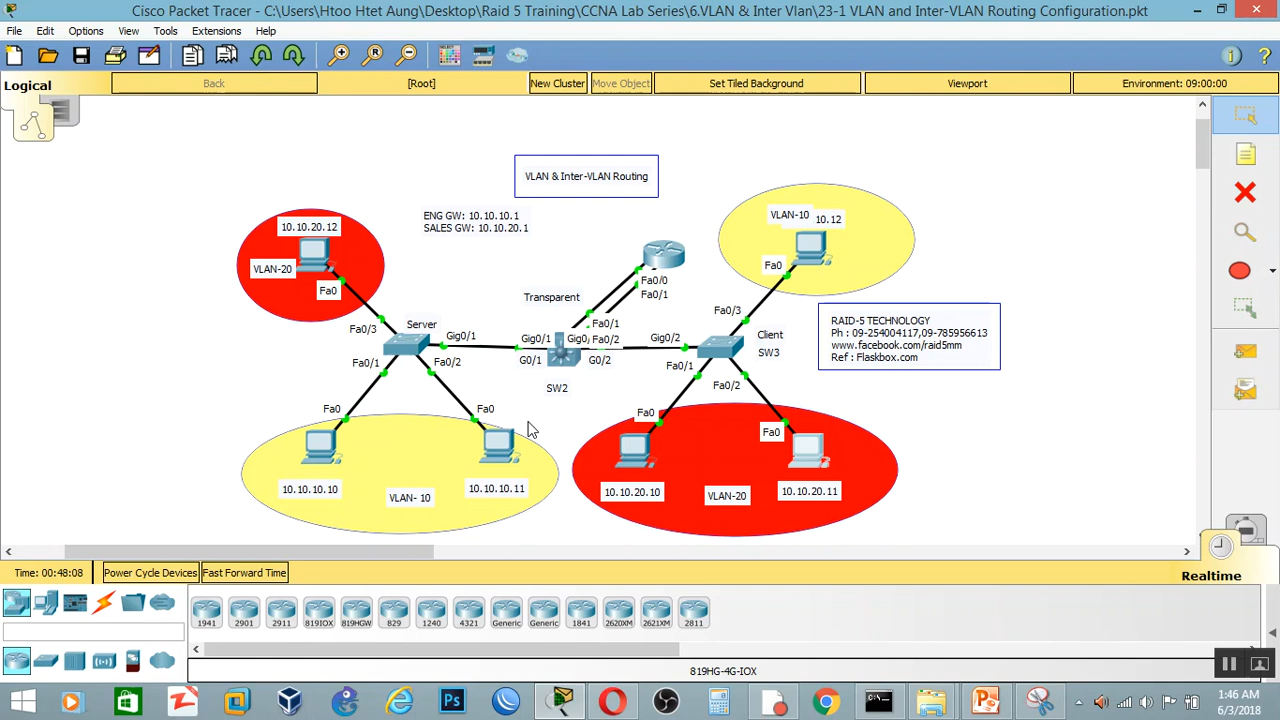 Cisco Packet Tracer - C:\Users\Htoo Htet Aung\Desktop\Raid 5 Training\CCNA Lab Series\6.VLAN & Inter Vlan\23-1 VLAN and Inter-VLAN Routing Configuration.pkt
File Edit Options View Tools Extensions Help
Logical Back [Root] New Cluster Move Object Set Tiled Background Viewport Environment: 09:00:00
VLAN & Inter-VLAN Routing
ENG GW: 10.10.10.1
SALES GW: 10.10.20.1
10.10.20.12
VLAN-20
Fa0
Fa0/3
VLAN-10
10.12
Fa0
Fa0/3
Transparent
Fa0/0
Fa0/1
Fa0/1
Fa0/2
Server
Gig0/1
Gig0/1
Gig0/
G0/1
G0/2
Gig0/2
SW2
Client
SW3
Fa0/1
Fa0/2
Fa0/1
Fa0/2
RAID-5 TECHNOLOGY
Ph : 09-254004117,09-785956613
www.facebook.com/raid5mm
Ref : Flaskbox.com
Fa0
Fa0
10.10.10.10
VLAN- 10
10.10.10.11
Fa0
Fa0
10.10.20.10
VLAN-20
10.10.20.11
Time: 00:48:08 Power Cycle Devices Fast Forward Time Realtime
1941 2901 2911 819IOX 819HGW 829 1240 4321 Generic Generic 1841 2620XM 2621XM 2811
819HG-4G-IOX
1:46 AM
6/3/2018